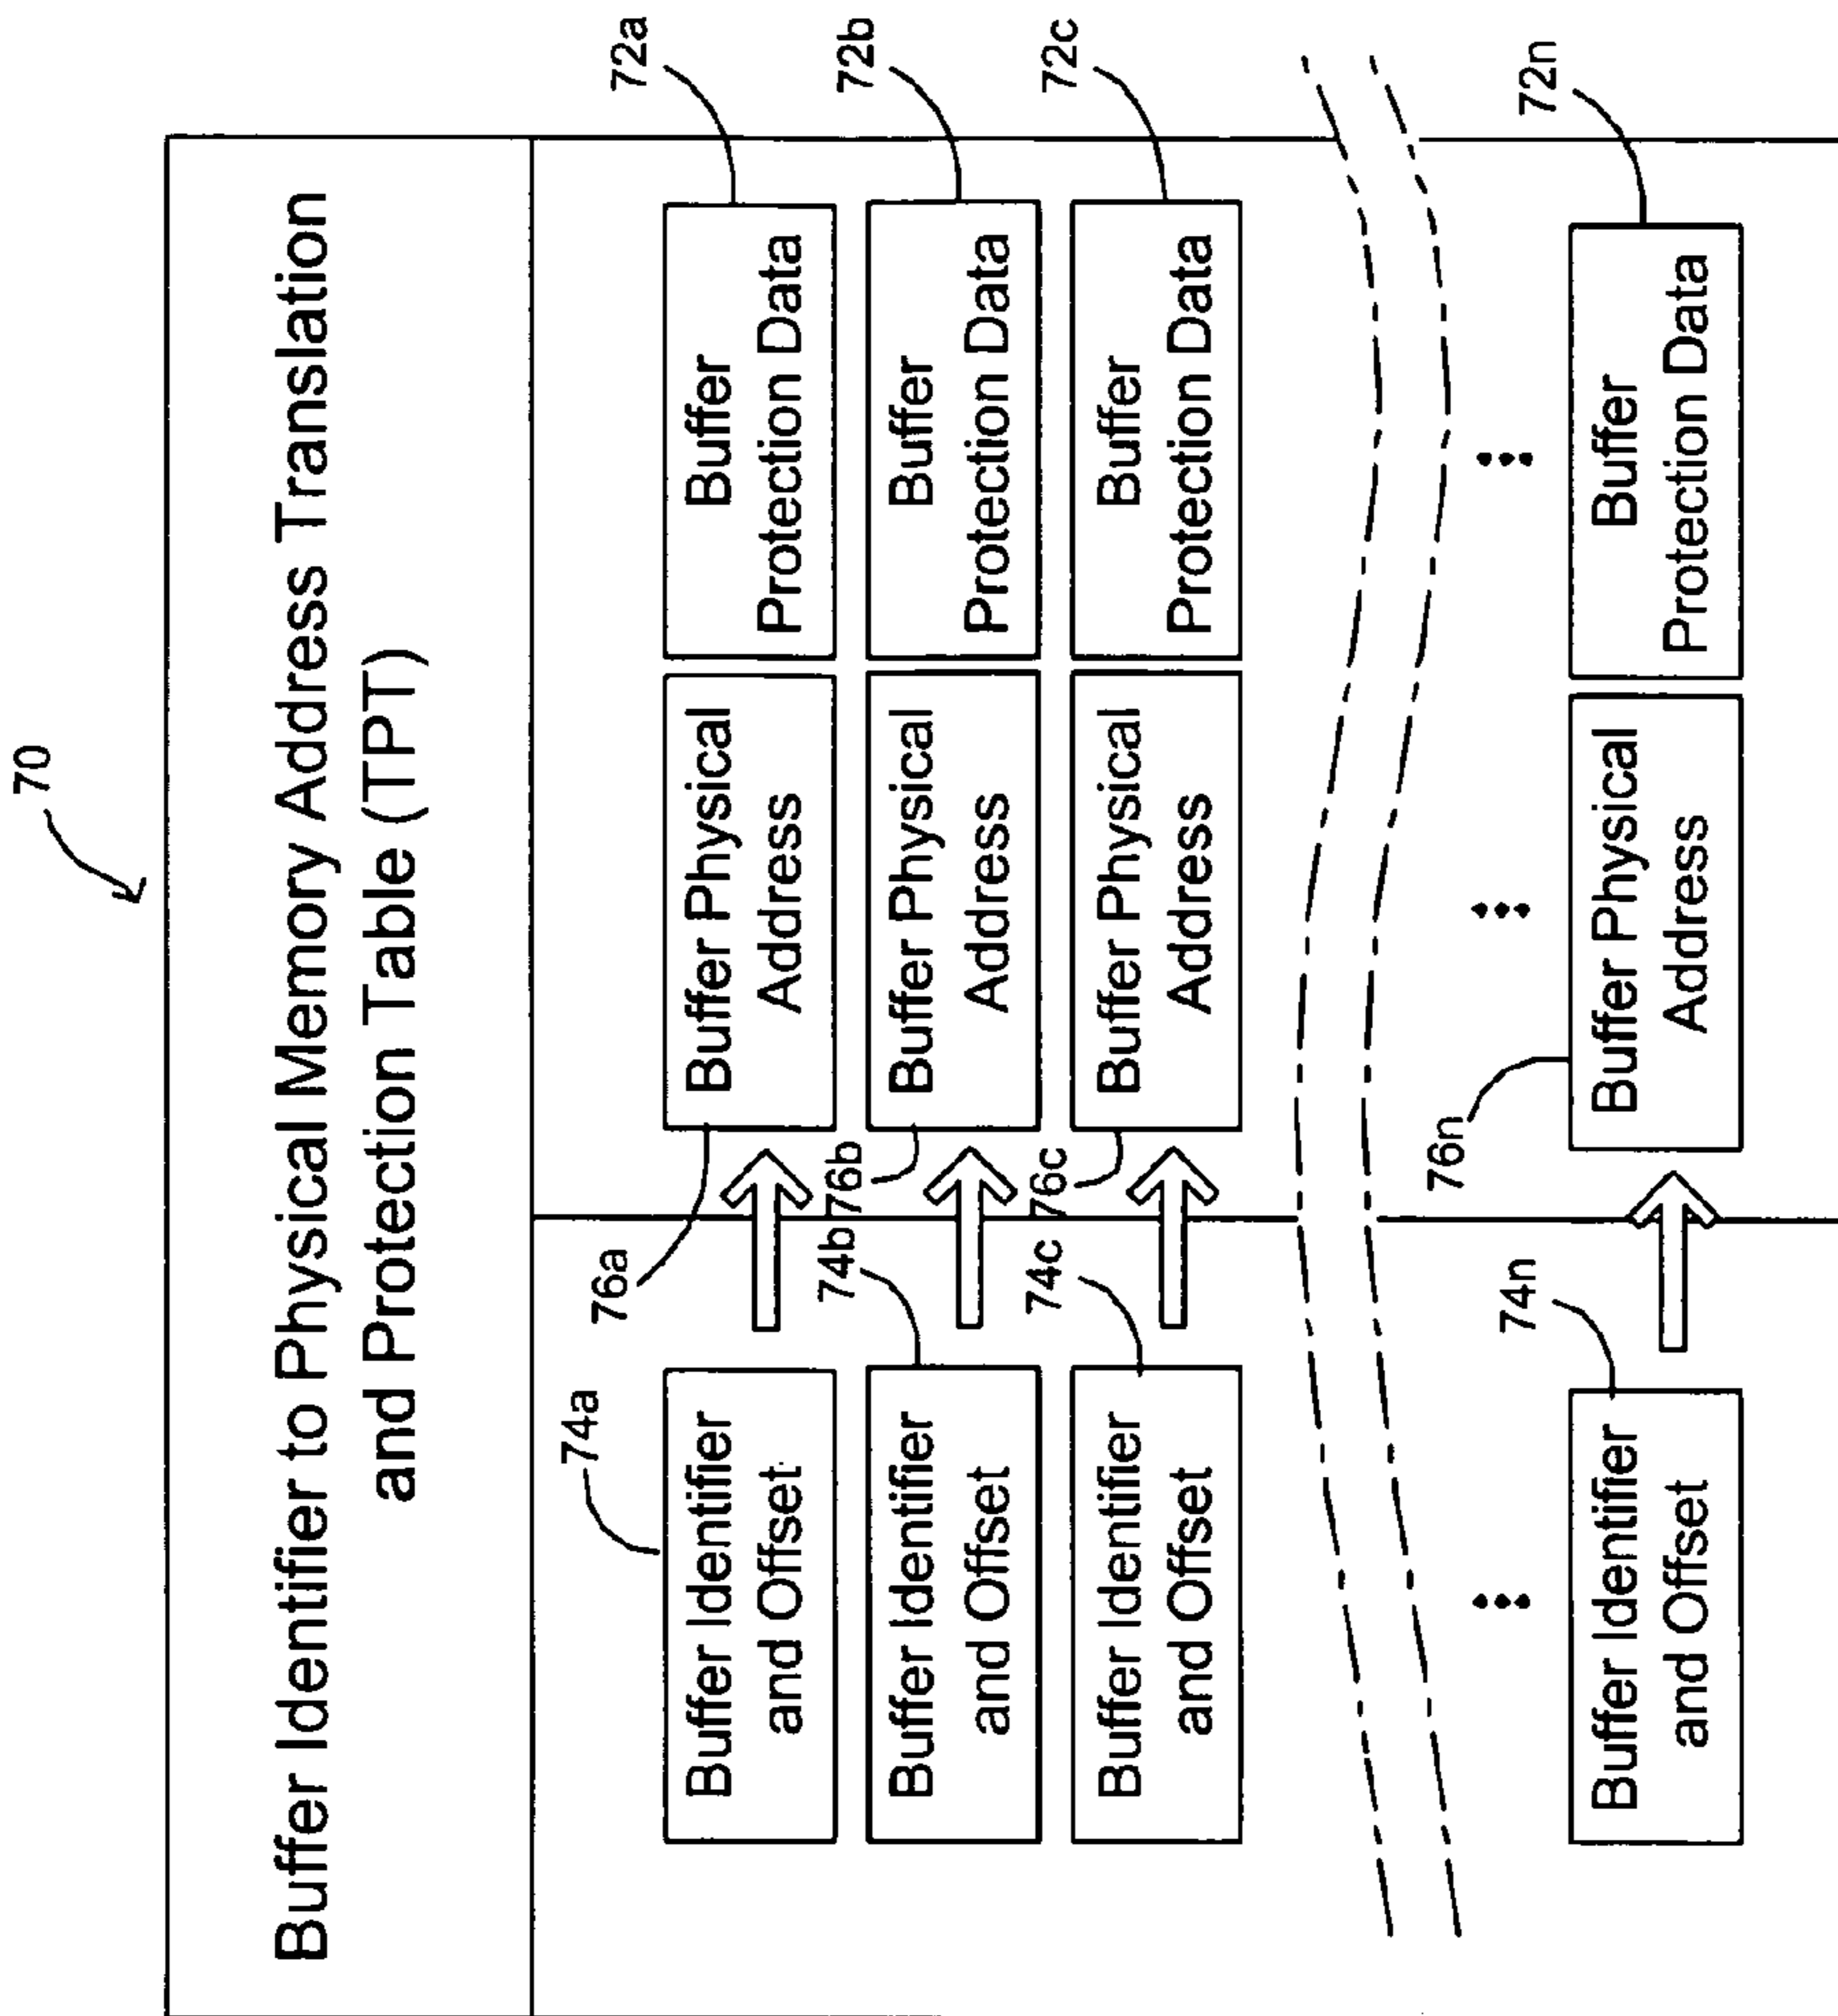 70
Buffer Identifier to Physical Memory Address Translation
and Protection Table (TPT)
74a
76a
72a
Buffer Identifier
and Offset
Buffer Physical
Address
Buffer
Protection Data
74b
76b
72b
Buffer Identifier
and Offset
Buffer Physical
Address
Buffer
Protection Data
74c
76c
72c
Buffer Identifier
and Offset
Buffer Physical
Address
Buffer
Protection Data
74n
76n
72n
Buffer Identifier
and Offset
Buffer Physical
Address
Buffer
Protection Data